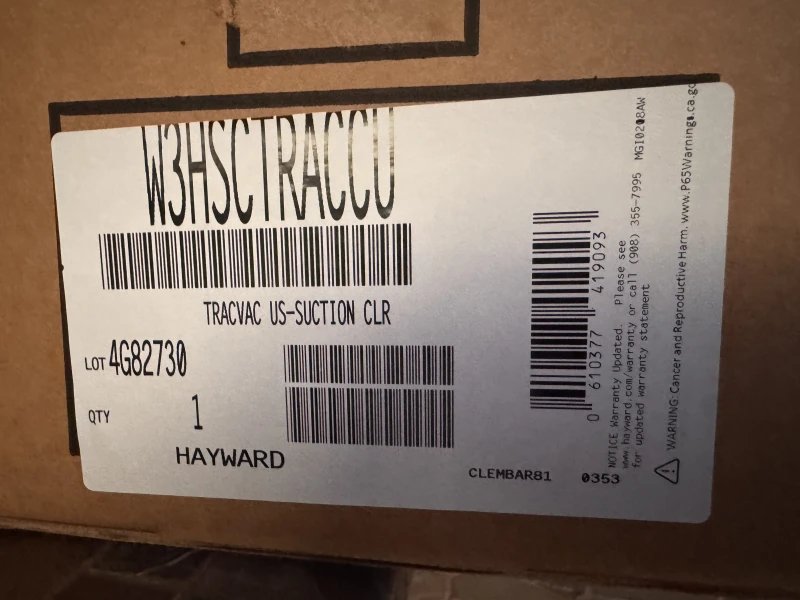 W3HSCTRACCU
TRACVAC US-SUCTION CLR
LOT 4G82730
QTY 1
HAYWARD
CLEMBAR81 0353
0 610377 419093
NOTICE Warranty Updated. Please see
www.hayward.com/warranty or call (908) 355-7995 MGI0208AW
for updated warranty statement
WARNING: Cancer and Reproductive Harm. www.P65Warnings.ca.gc